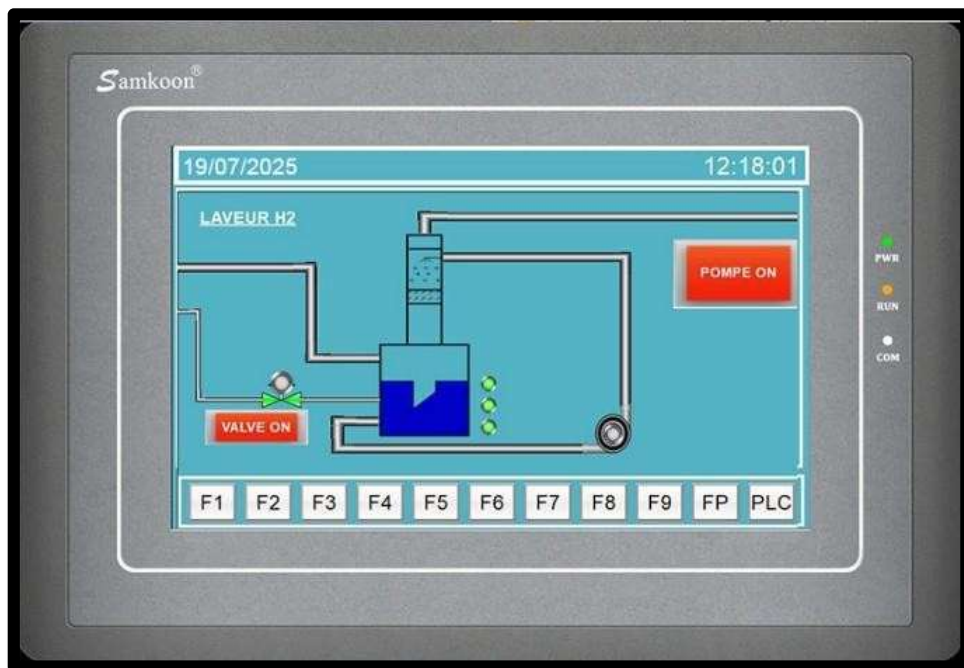 Samkoon®
19/07/2025 12:18:01
LAVEUR H2
POMPE ON
PWR
RUN
COM
VALVE ON
F1 F2 F3 F4 F5 F6 F7 F8 F9 FP PLC